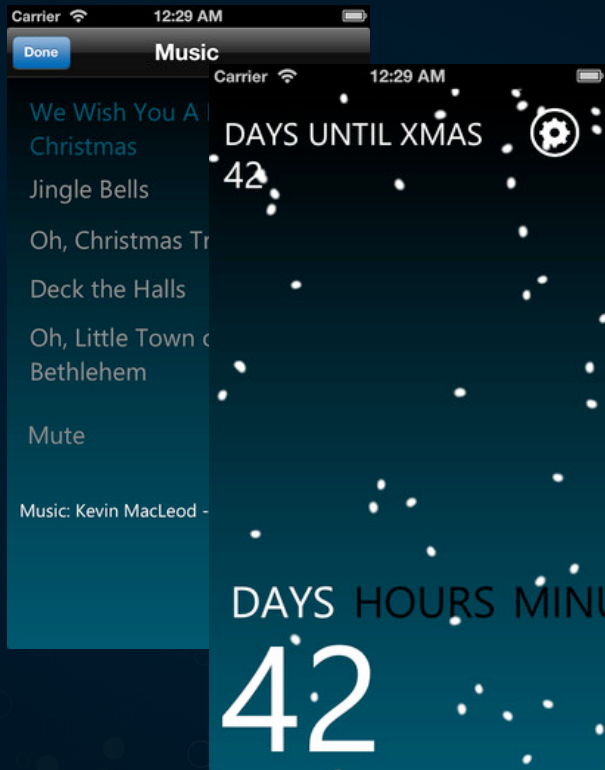 Carrier 12:29 AM
Done Music
We Wish You A
Christmas
Jingle Bells
Oh, Christmas
Deck the Halls
Oh, Little Town
Bethlehem
Mute
Music: Kevin MacLeod -
Carrier 12:29 AM
DAYS UNTIL XMAS
42
DAYS HOURS MINU
42